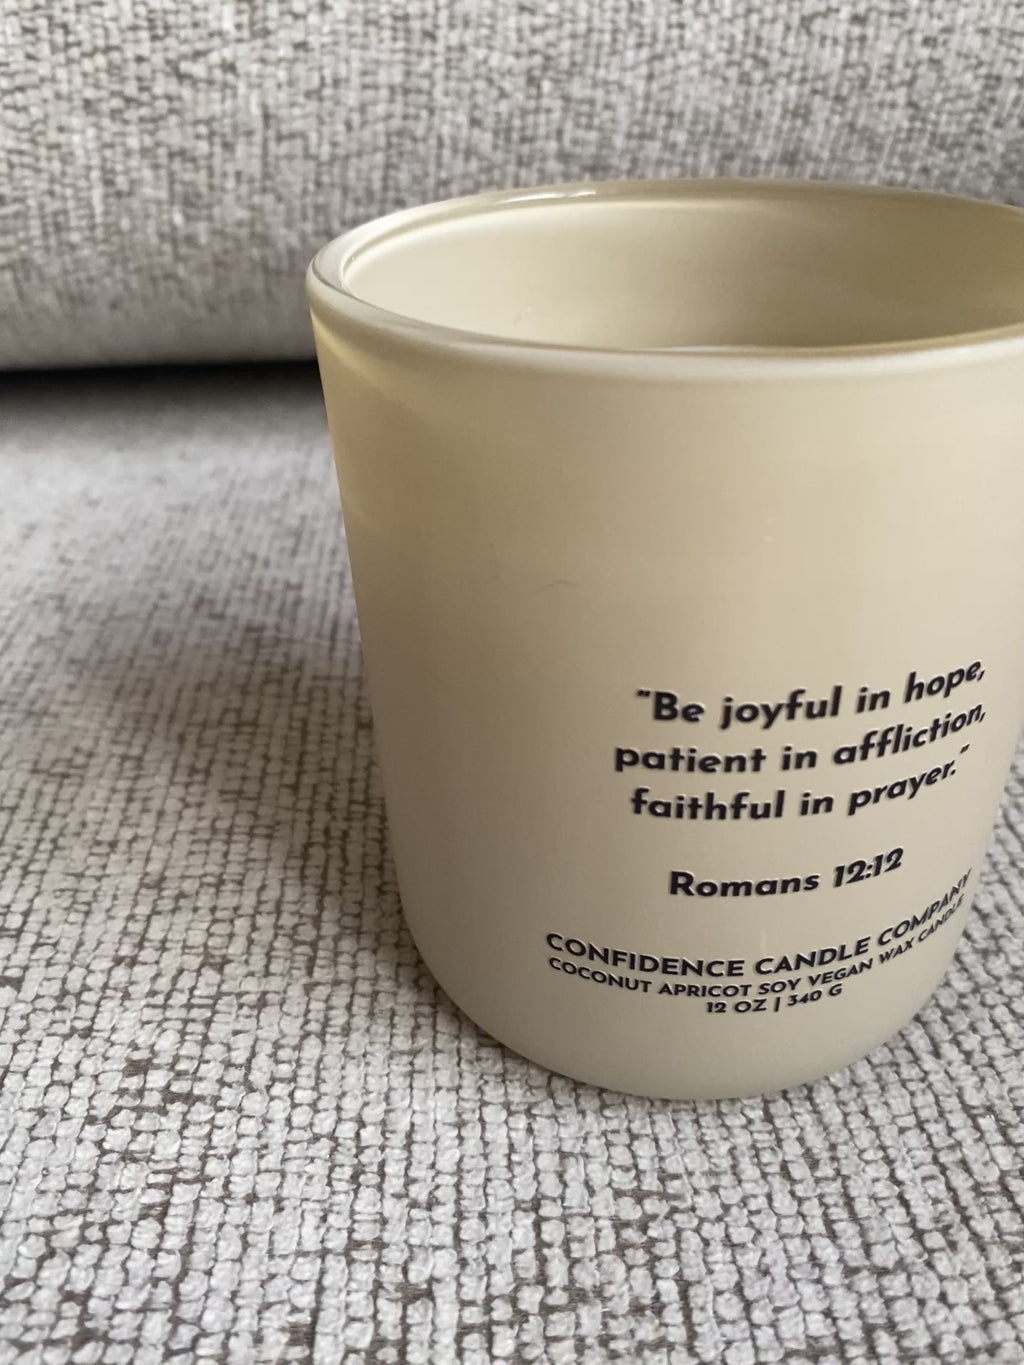 "Be joyful in hope,
patient in affliction,
faithful in prayer."
Romans 12:12
CONFIDENCE CANDLE COMPANY
COCONUT APRICOT SOY VEGAN WAX CANDLE
12 OZ | 340 G